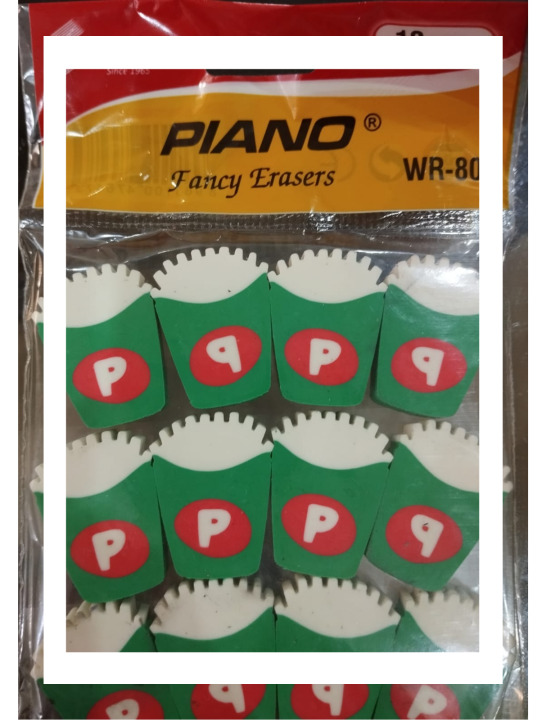 Since 1965
PIANO®
Fancy Erasers
WR-80
P q P q
P P P q
P q q P